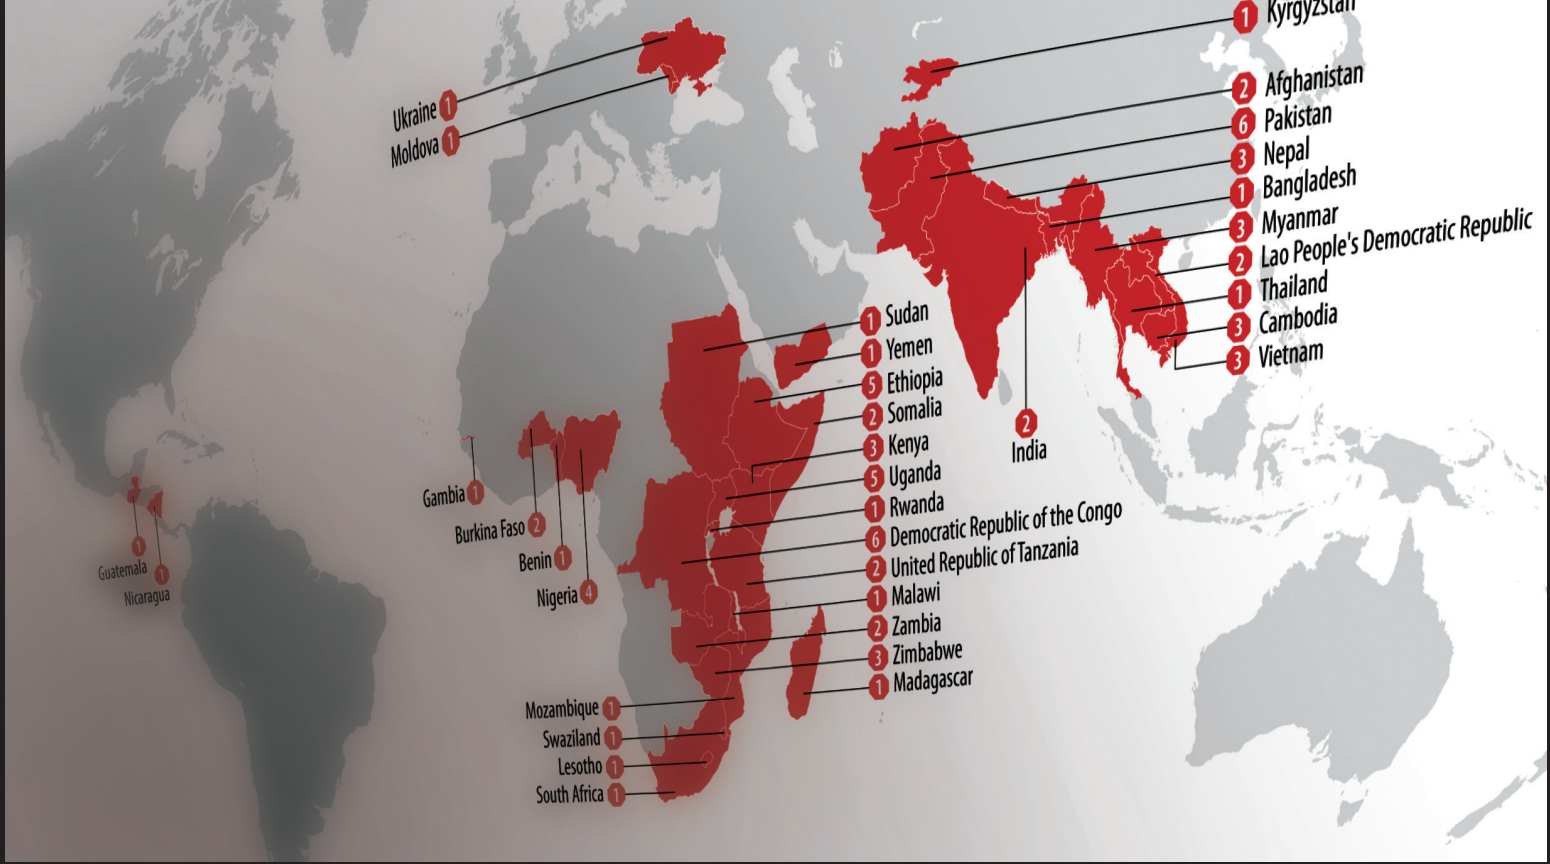 1 Kyrgyzstan
2 Afghanistan
6 Pakistan
3 Nepal
1 Bangladesh
3 Myanmar
2 Lao People's Democratic Republic
1 Thailand
3 Cambodia
3 Vietnam
2
India
Ukraine 1
Moldova 1
1 Sudan
1 Yemen
5 Ethiopia
2 Somalia
3 Kenya
5 Uganda
1 Rwanda
6 Democratic Republic of the Congo
2 United Republic of Tanzania
1 Malawi
2 Zambia
3 Zimbabwe
1 Madagascar
Gambia 1
Burkina Faso 2
Benin 1
Nigeria 4
1
Guatemala
1
Nicaragua
Mozambique 1
Swaziland 1
Lesotho 1
South Africa 1